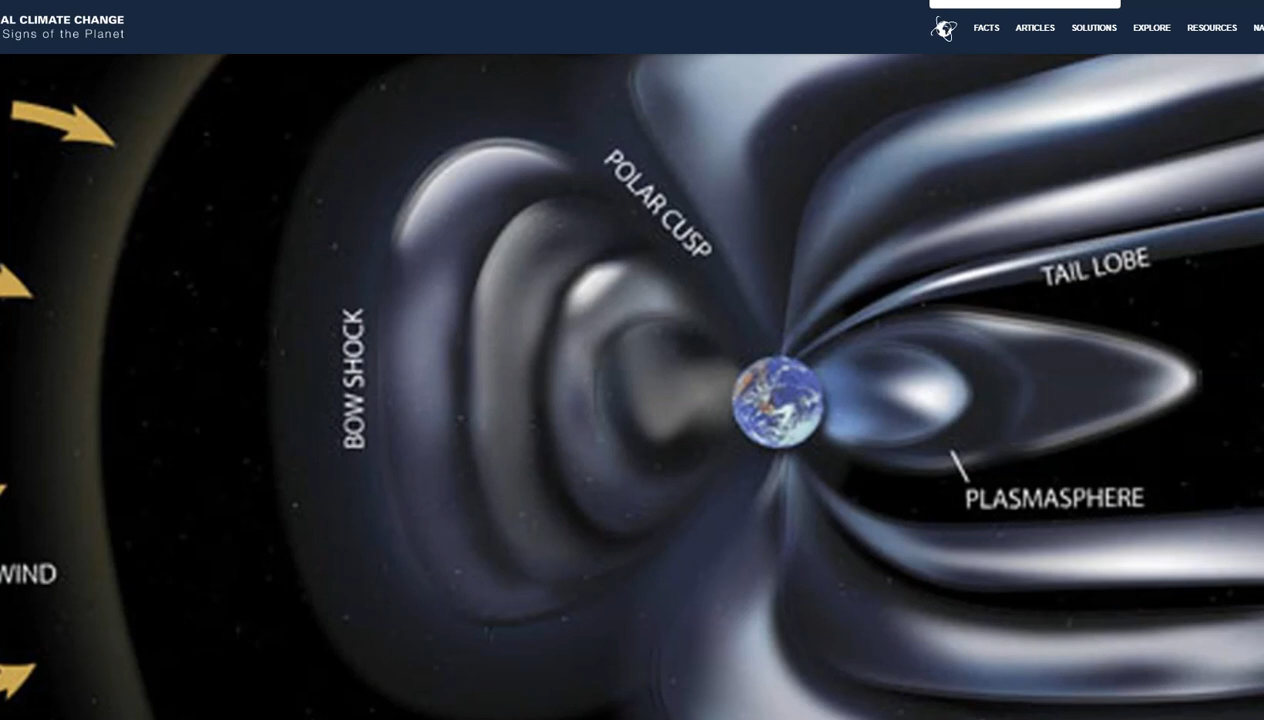 AL CLIMATE CHANGE
Signs of the Planet
FACTS ARTICLES SOLUTIONS EXPLORE RESOURCES NA
POLAR CUSP
TAIL LOBE
BOW SHOCK
PLASMASPHERE
WIND